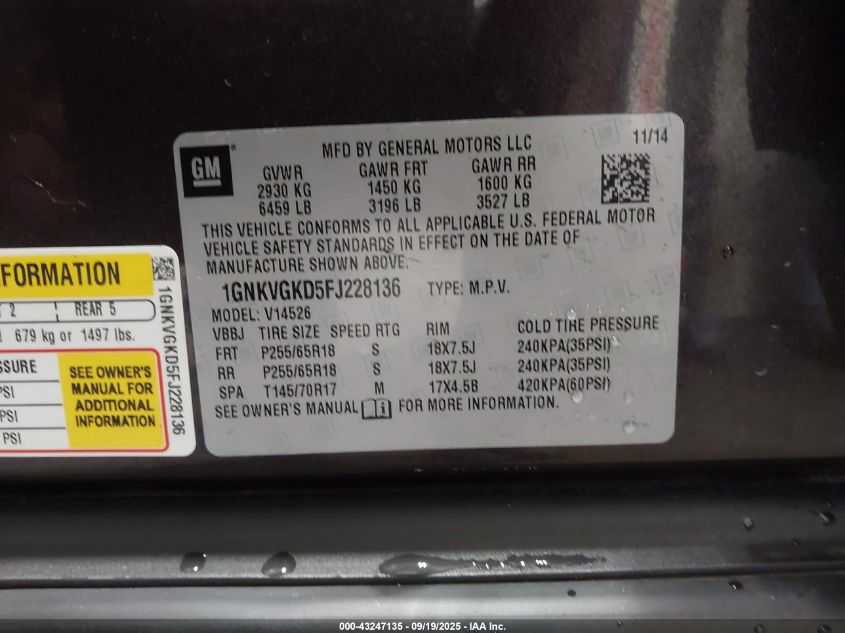 MFD BY GENERAL MOTORS LLC 11/14
GM
GVWR GAWR FRT GAWR RR
2930 KG 1450 KG 1600 KG
6459 LB 3196 LB 3527 LB
THIS VEHICLE CONFORMS TO ALL APPLICABLE U.S. FEDERAL MOTOR
VEHICLE SAFETY STANDARDS IN EFFECT ON THE DATE OF
MANUFACTURE SHOWN ABOVE.
1GNKVGKD5FJ228136 TYPE: M.P.V.
MODEL: V14526
VBBJ TIRE SIZE SPEED RTG RIM COLD TIRE PRESSURE
FRT P255/65R18 S 18X7.5J 240KPA(35PSI)
RR P255/65R18 S 18X7.5J 240KPA(35PSI)
SPA T145/70R17 M 17X4.5B 420KPA(60PSI)
SEE OWNER'S MANUAL i FOR MORE INFORMATION.
FORMATION
2 REAR 5
679 kg or 1497 lbs.
SSURE
PSI
PSI
PSI
SEE OWNER'S
MANUAL FOR
ADDITIONAL
INFORMATION
1GNKVGKD5FJ228136
000-43247135 - 09/19/2025 - IAA Inc.